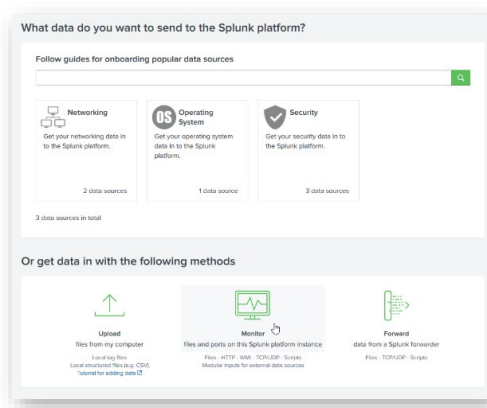 What data do you want to send to the Splunk platform?
Follow guides for onboarding popular data sources
Networking
Get your networking data in
to the Splunk platform.
2 data sources
OS
Operating
System
Get your operating system
data in to the Splunk
platform.
1 data source
Security
Get your security data in to
the Splunk platform.
3 data sources
3 data sources in total
Or get data in with the following methods
Upload
files from my computer
Local log files
Local structured files (e.g. CSV)
Tutorial for adding data
Monitor
files and ports on this Splunk platform instance
Files - HTTP - WMI - TCP/UDP - Scripts
Modular inputs for external data sources
Forward
data from a Splunk forwarder
Files - TCP/UDP - Scripts